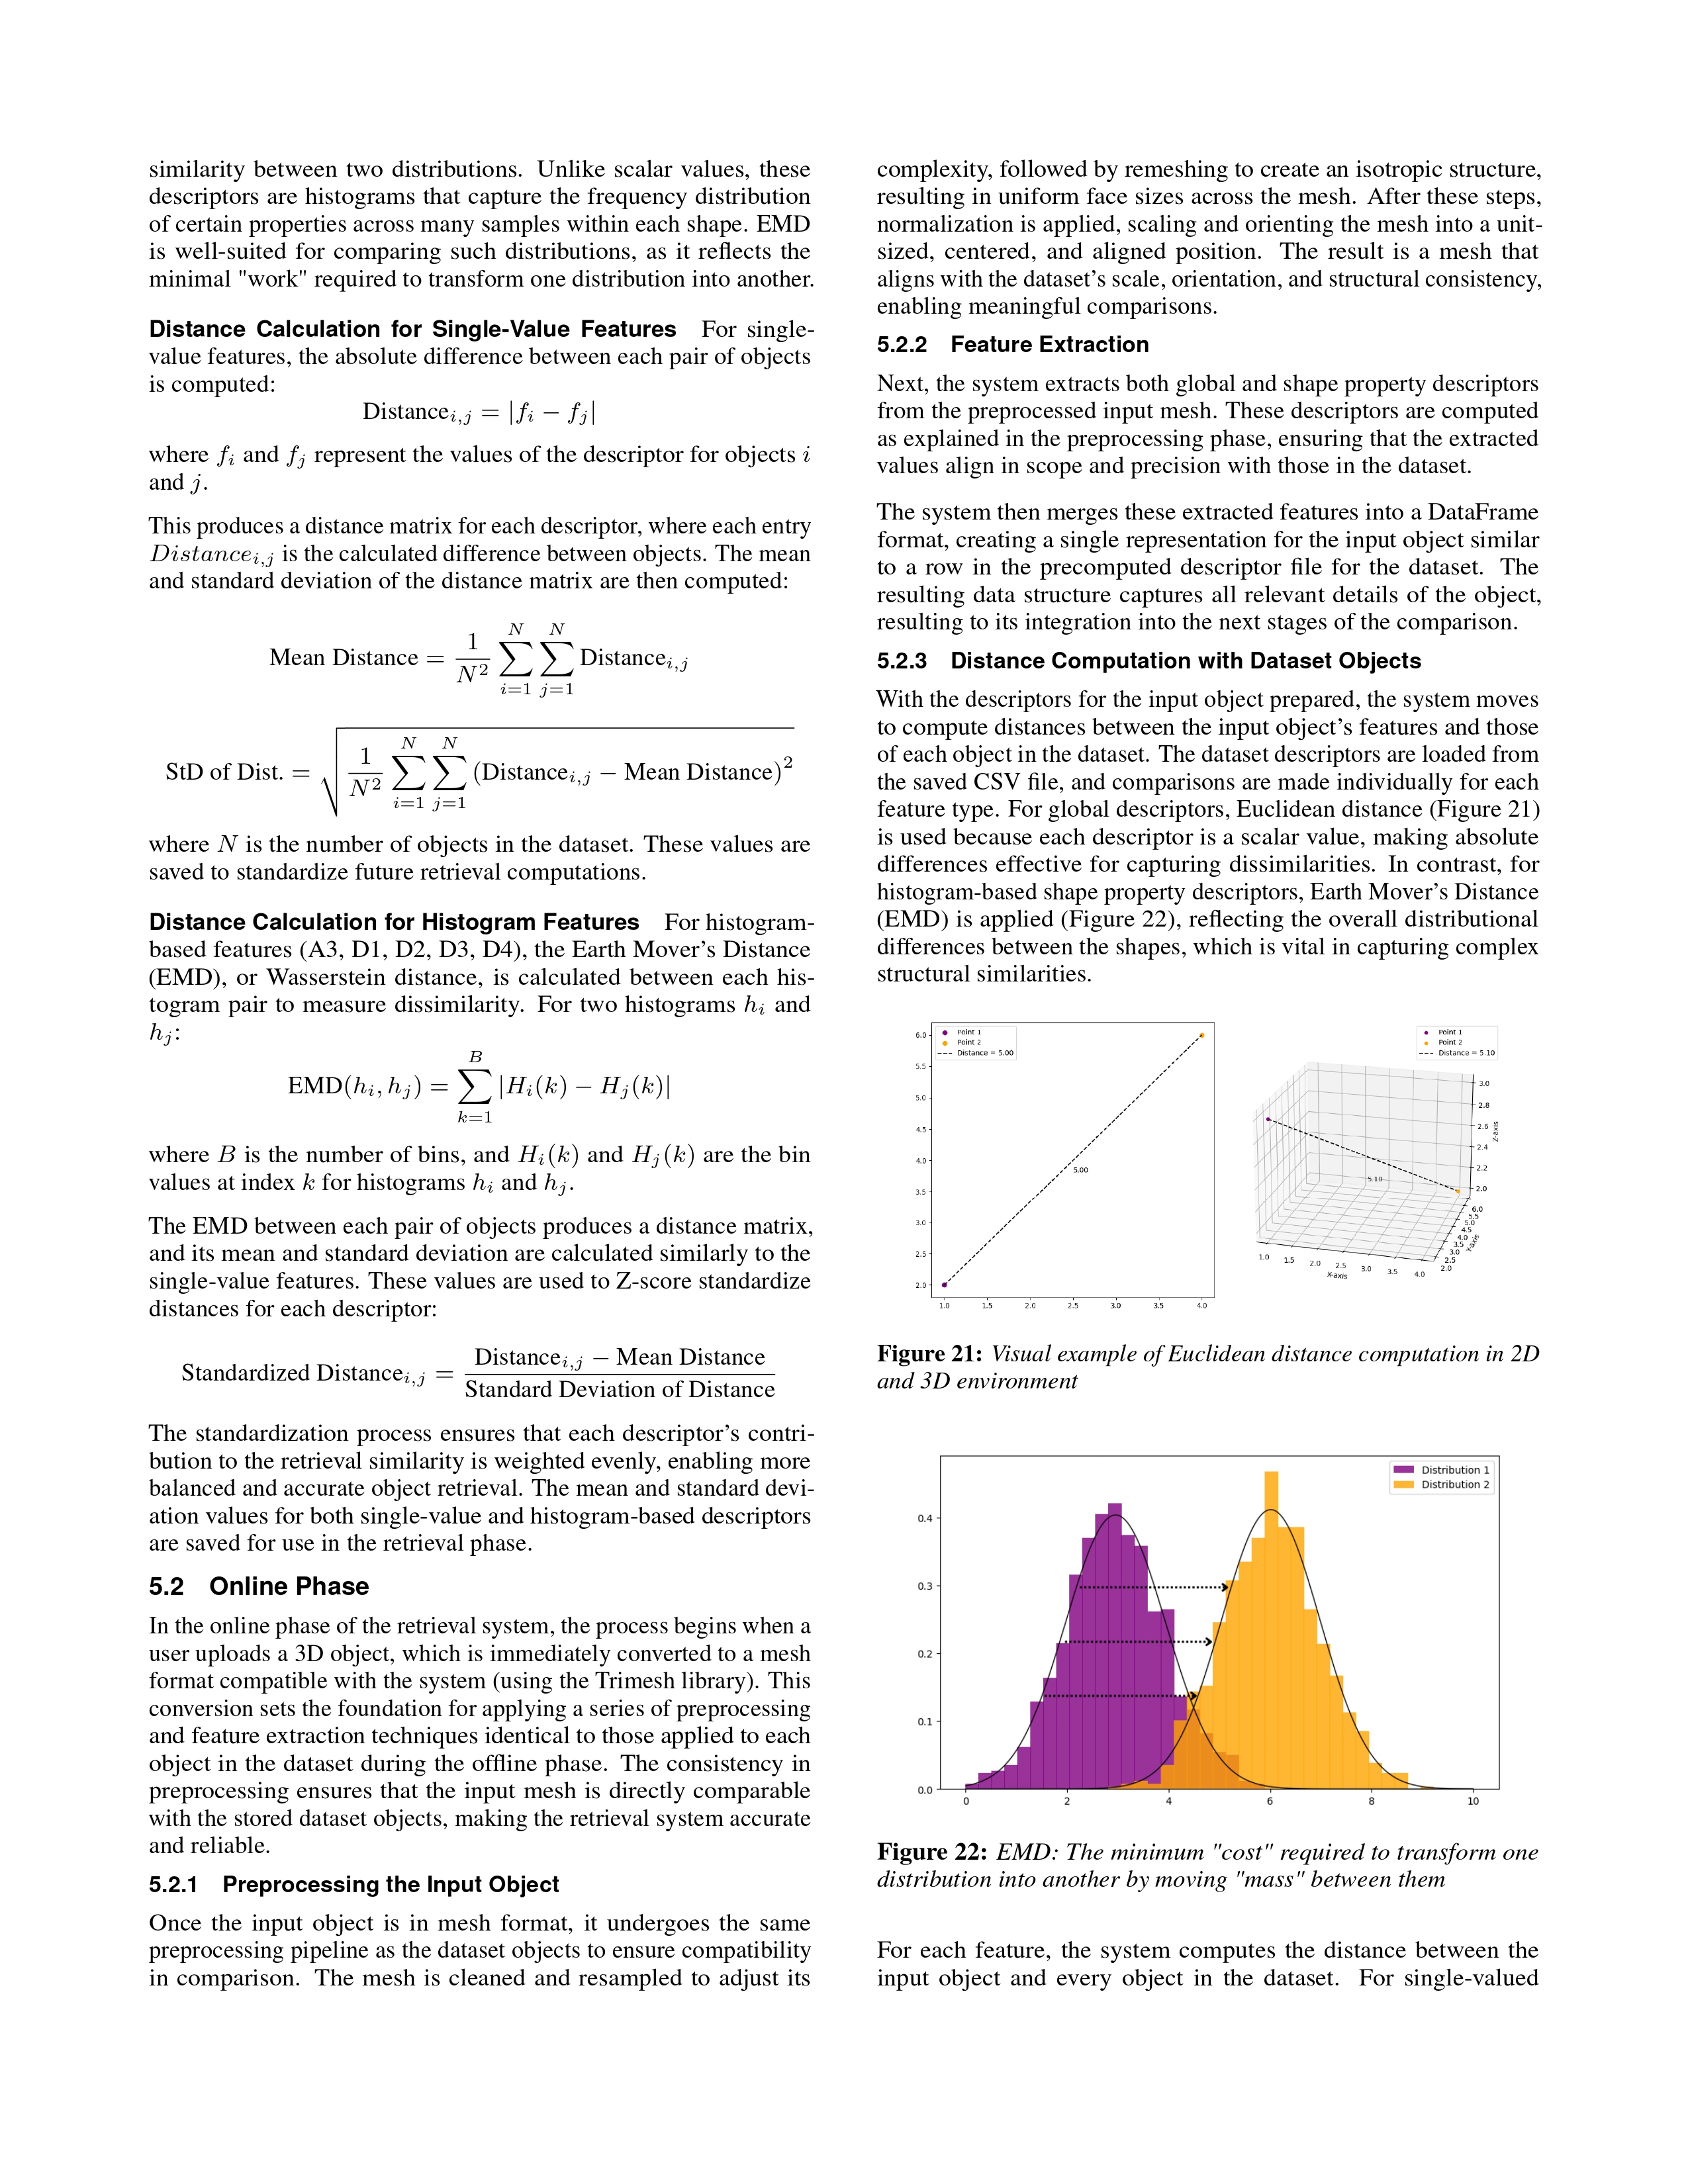 similarity between two distributions. Unlike scalar values, these
descriptors are histograms that capture the frequency distribution
of certain properties across many samples within each shape. EMD
is well-suited for comparing such distributions, as it reflects the
minimal "work" required to transform one distribution into another.
Distance Calculation for Single-Value Features For single-
value features, the absolute difference between each pair of objects
is computed:
Distance_{i,j} = |f_i − f_j|
where f_i and f_j represent the values of the descriptor for objects i
and j.
This produces a distance matrix for each descriptor, where each entry
Distance_{i,j} is the calculated difference between objects. The mean
and standard deviation of the distance matrix are then computed:
Mean Distance = \frac{1}{N^2} \sum_{i=1}^{N} \sum_{j=1}^{N} Distance_{i,j}
StD of Dist. = \sqrt{\frac{1}{N^2} \sum_{i=1}^{N} \sum_{j=1}^{N} (Distance_{i,j} − Mean Distance)^2}
where N is the number of objects in the dataset. These values are
saved to standardize future retrieval computations.
Distance Calculation for Histogram Features For histogram-
based features (A3, D1, D2, D3, D4), the Earth Mover's Distance
(EMD), or Wasserstein distance, is calculated between each his-
togram pair to measure dissimilarity. For two histograms h_i and
h_j:
EMD(h_i, h_j) = \sum_{k=1}^{B} |H_i(k) − H_j(k)|
where B is the number of bins, and H_i(k) and H_j(k) are the bin
values at index k for histograms h_i and h_j.
The EMD between each pair of objects produces a distance matrix,
and its mean and standard deviation are calculated similarly to the
single-value features. These values are used to Z-score standardize
distances for each descriptor:
Standardized Distance_{i,j} = \frac{Distance_{i,j} − Mean Distance}{Standard Deviation of Distance}
The standardization process ensures that each descriptor's contri-
bution to the retrieval similarity is weighted evenly, enabling more
balanced and accurate object retrieval. The mean and standard devi-
ation values for both single-value and histogram-based descriptors
are saved for use in the retrieval phase.
5.2 Online Phase
In the online phase of the retrieval system, the process begins when a
user uploads a 3D object, which is immediately converted to a mesh
format compatible with the system (using the Trimesh library). This
conversion sets the foundation for applying a series of preprocessing
and feature extraction techniques identical to those applied to each
object in the dataset during the offline phase. The consistency in
preprocessing ensures that the input mesh is directly comparable
with the stored dataset objects, making the retrieval system accurate
and reliable.
5.2.1 Preprocessing the Input Object
Once the input object is in mesh format, it undergoes the same
preprocessing pipeline as the dataset objects to ensure compatibility
in comparison. The mesh is cleaned and resampled to adjust its
complexity, followed by remeshing to create an isotropic structure,
resulting in uniform face sizes across the mesh. After these steps,
normalization is applied, scaling and orienting the mesh into a unit-
sized, centered, and aligned position. The result is a mesh that
aligns with the dataset's scale, orientation, and structural consistency,
enabling meaningful comparisons.
5.2.2 Feature Extraction
Next, the system extracts both global and shape property descriptors
from the preprocessed input mesh. These descriptors are computed
as explained in the preprocessing phase, ensuring that the extracted
values align in scope and precision with those in the dataset.
The system then merges these extracted features into a DataFrame
format, creating a single representation for the input object similar
to a row in the precomputed descriptor file for the dataset. The
resulting data structure captures all relevant details of the object,
resulting to its integration into the next stages of the comparison.
5.2.3 Distance Computation with Dataset Objects
With the descriptors for the input object prepared, the system moves
to compute distances between the input object's features and those
of each object in the dataset. The dataset descriptors are loaded from
the saved CSV file, and comparisons are made individually for each
feature type. For global descriptors, Euclidean distance (Figure 21)
is used because each descriptor is a scalar value, making absolute
differences effective for capturing dissimilarities. In contrast, for
histogram-based shape property descriptors, Earth Mover's Distance
(EMD) is applied (Figure 22), reflecting the overall distributional
differences between the shapes, which is vital in capturing complex
structural similarities.
Point 1
Point 2
Distance = 5.00
6.0
5.5
5.0
4.5
4.0
3.5
3.0
2.5
2.0
5.00
1.0 1.5 2.0 2.5 3.0 3.5 4.0
Point 1
Point 2
Distance = 5.10
3.0
2.8
2.6
2.4
2.2
2.0
Z-axis
5.10
6.0
5.5
5.0
4.5
4.0
3.5
3.0
2.5
2.0
Y-axis
1.0 1.5 2.0 2.5 3.0 3.5 4.0
X-axis
Figure 21: Visual example of Euclidean distance computation in 2D
and 3D environment
Distribution 1
Distribution 2
0.4
0.3
0.2
0.1
0.0
0 2 4 6 8 10
Figure 22: EMD: The minimum "cost" required to transform one
distribution into another by moving "mass" between them
For each feature, the system computes the distance between the
input object and every object in the dataset. For single-valued